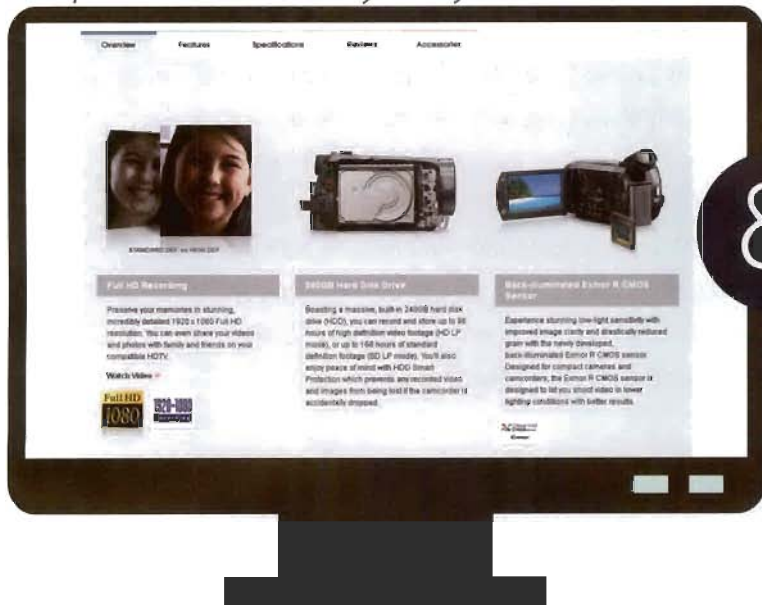 Overview Features Specifications Reviews Accessories
STANDARD DEF vs HIGH DEF
Full HD Recording
Preserve your
memories in stunning,
incredibly detailed 1920 x 1080 Full HD
resolution. You can even share your videos
and photos with family and friends on your
compatible HDTV.
Watch Video
Full HD
1080
240GB Hard Disk Drive
Boasting a massive, built-in 240GB hard disk
drive (HDD), you can record and store up to 98
hours of high definition video footage (HD LP
mode), or up to 168 hours of standard
definition footage (SD LP mode). You'll also
enjoy peace of mind with HDD Smart
Protection which prevents any recorded video
and images from being lost if the camcorder is
accidentally dropped.
Back-illuminated Exmor R CMOS
Sensor
Experience stunning low-light sensitivity with
improved image clarity and drastically reduced
grain with the newly developed,
back-illuminated Exmor R CMOS sensor.
Designed for compact cameras and
camcorders, the Exmor R CMOS sensor is
designed to let you shoot video in lower
lighting conditions with better results.
8